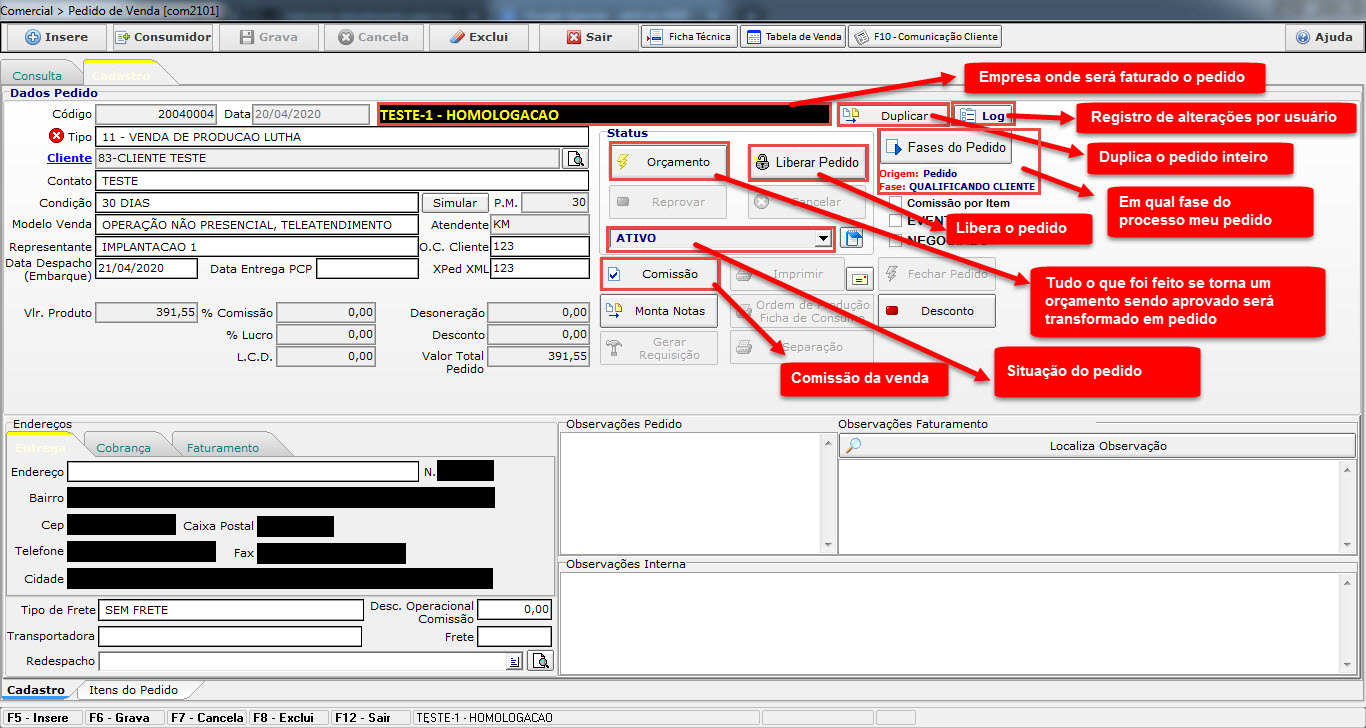 Comercial > Pedido de Venda [com2101]
Insere
Consumidor
Grava
Cancela
Exclui
Sair
Ficha Técnica
Tabela de Venda
F10 - Comunicação Cliente
Ajuda
Consulta
Cadastro
Empresa onde será faturado o pedido
Dados Pedido
Código 20040004 Data 20/04/2020 TESTE-1 - HOMOLOGACAO
Duplicar
Log
Registro de alterações por usuário
Tipo 11 - VENDA DE PRODUCAO LUTHA
Cliente 83-CLIENTE TESTE
Contato TESTE
Condição 30 DIAS Simular P.M. 30
Modelo Venda OPERAÇÃO NÃO PRESENCIAL, TELEATENDIMENTO Atendente KM
Representante IMPLANTACAO 1 O.C. Cliente 123
Data Despacho
(Embarque) 21/04/2020 Data Entrega PCP XPed XML 123
Vlr. Produto 391,55 % Comissão 0,00 Desoneração 0,00
% Lucro 0,00 Desconto 0,00
L.C.D. 0,00 Valor Total
Pedido 391,55
Status
Orçamento
Liberar Pedido
Fases do Pedido
Duplica o pedido inteiro
Origem: Pedido
Fase: QUALIFICANDO CLIENTE
Reprovar
Cancelar
Comissão por Item
Em qual fase do
processo meu pedido
Libera o pedido
ATIVO
Comissão
Imprimir
Fechar Pedido
Tudo o que foi feito se torna um
orçamento sendo aprovado será
transformado em pedido
Monta Notas
Ordem de Produção
Ficha de Consumo
Desconto
Gerar
Requisição
Separação
Comissão da venda
Situação do pedido
Endereços
Entrega
Cobrança
Faturamento
Endereço N.
Bairro
Cep Caixa Postal
Telefone Fax
Cidade
Tipo de Frete SEM FRETE Desc. Operacional
Comissão 0,00
Transportadora Frete
Redespacho
Observações Pedido
Observações Faturamento
Localiza Observação
Observações Interna
Cadastro
Itens do Pedido
F5 - Insere F6 - Grava F7 - Cancela F8 - Exclui F12 - Sair TESTE-1 - HOMOLOGACAO